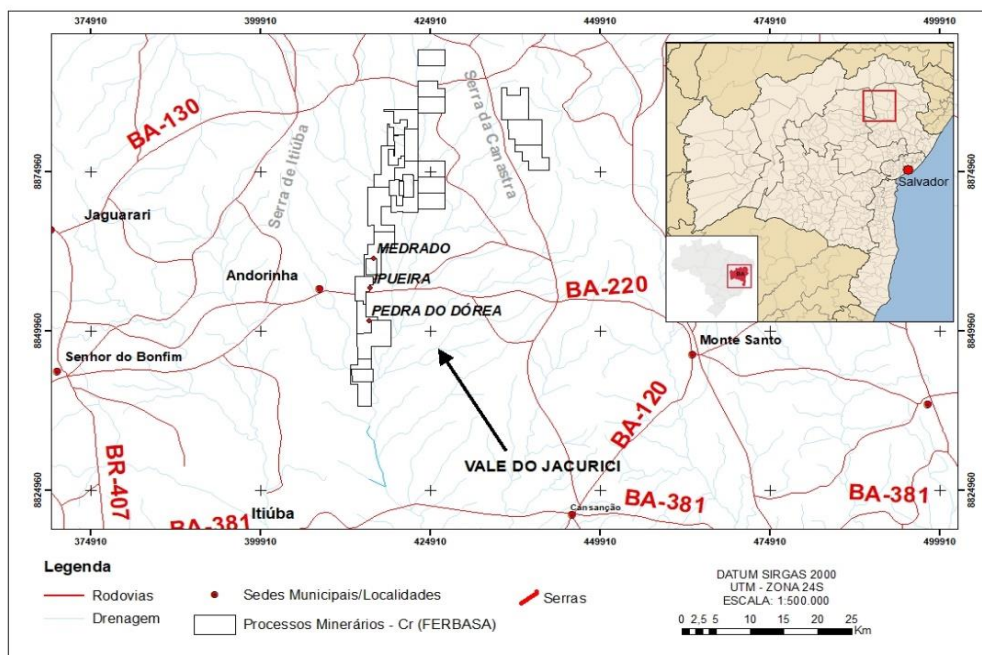 374910 399910 424910 449910 474910 499910
BA-130
Serra de Itiúba
Serra da Canastra
8874960
8874960
Salvador
Jaguarari
MEDRADO
Andorinha
IPUEIRA
BA-220
PEDRA DO DÓREA
8849960
8849960
Monte Santo
Senhor do Bonfim
BA-120
VALE DO JACURICI
BR-407
8824960
8824960
BA-381
Itiúba
Cansanção
BA-381
BA-381
374910 399910 424910 449910 474910 499910
Legenda
Rodovias
Sedes Municipais/Localidades
Serras
Drenagem
Processos Minerários - Cr (FERBASA)
DATUM SIRGAS 2000
UTM - ZONA 24S
ESCALA: 1:500.000
0 2,5 5 10 15 20 25
Km